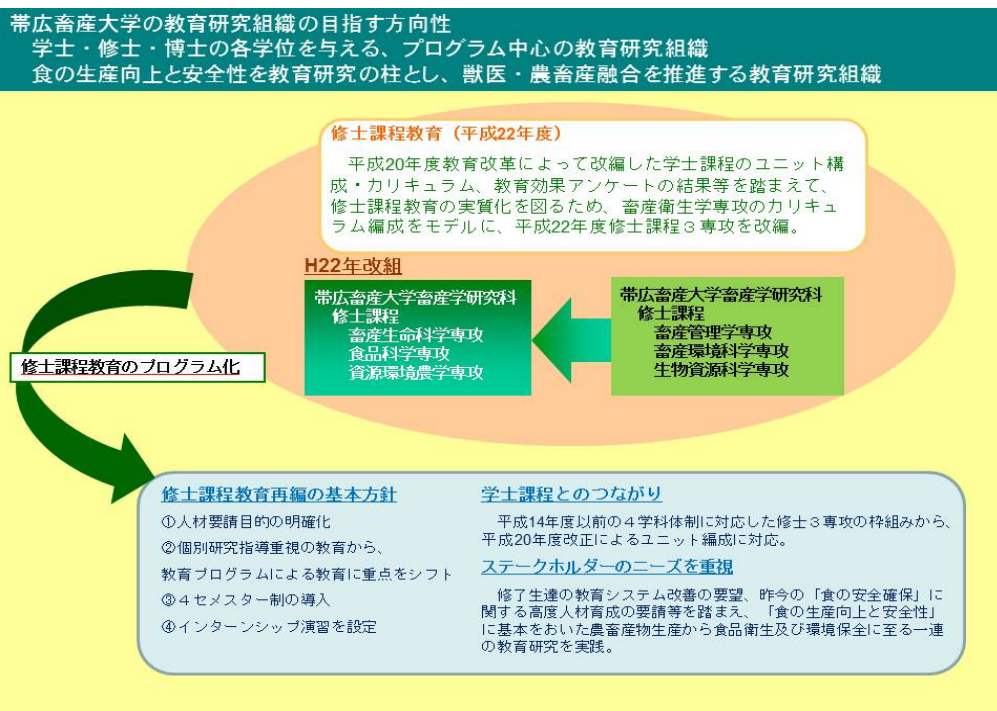 帯広畜産大学の教育研究組織の目指す方向性
学士・修士・博士の各学位を与える、プログラム中心の教育研究組織
食の生産向上と安全性を教育研究の柱とし、獣医・農畜産融合を推進する教育研究組織
修士課程教育（平成22年度）
平成20年度教育改革によって改編した学士課程のユニット構
成・カリキュラム、教育効果アンケートの結果等を踏まえて、
修士課程教育の実質化を図るため、畜産衛生学専攻のカリキュ
ラム編成をモデルに、平成22年度修士課程３専攻を改編。
H22年改組
帯広畜産大学畜産学研究科
修士課程
畜産生命科学専攻
食品科学専攻
資源環境農学専攻
帯広畜産大学畜産学研究科
修士課程
畜産管理学専攻
畜産環境科学専攻
生物資源科学専攻
修士課程教育のプログラム化
修士課程教育再編の基本方針
①人材要請目的の明確化
②個別研究指導重視の教育から、
教育プログラムによる教育に重点をシフト
③４セメスター制の導入
④インターンシップ演習を設定
学士課程とのつながり
平成14年度以前の４学科体制に対応した修士３専攻の枠組みから、
平成20年度改正によるユニット編成に対応。
ステークホルダーのニーズを重視
修了生達の教育システム改善の要望、昨今の「食の安全確保」に
関する高度人材育成の要請等を踏まえ、「食の生産向上と安全性」
に基本をおいた農畜産物生産から食品衛生及び環境保全に至る一連
の教育研究を実践。